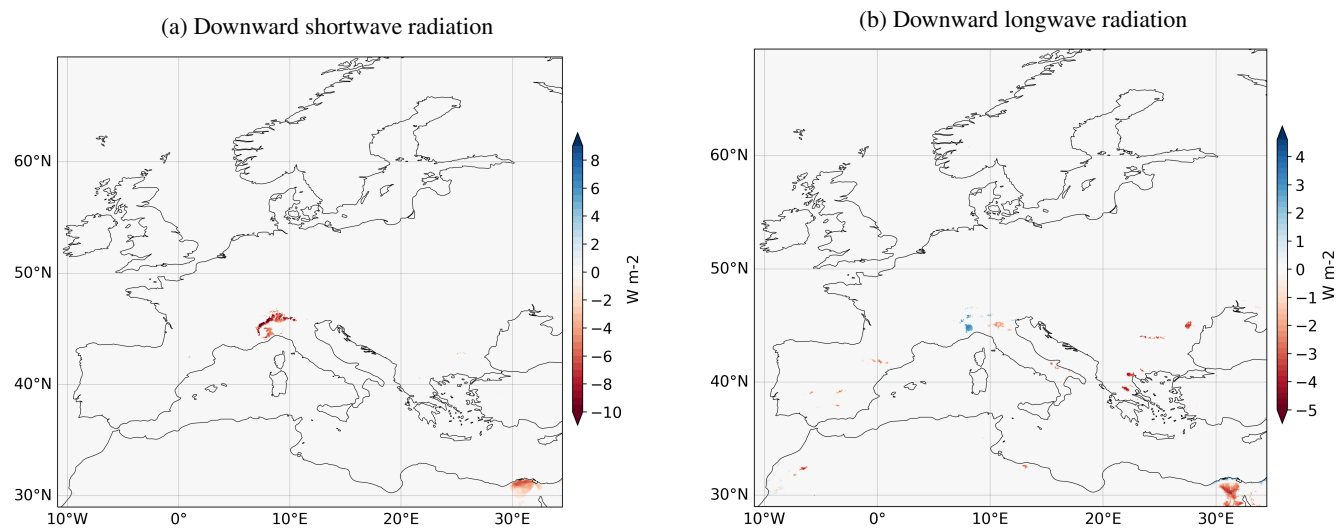 (a) Downward shortwave radiation
60°N
50°N
40°N
30°N
10°W 0° 10°E 20°E 30°E
8
6
4
2
0
−2
−4
−6
−8
−10
W m-2
(b) Downward longwave radiation
60°N
50°N
40°N
30°N
10°W 0° 10°E 20°E 30°E
4
3
2
1
0
−1
−2
−3
−4
−5
W m-2